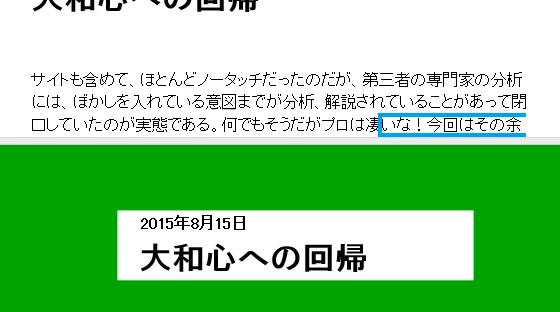 大和心への回帰
サイトも含めて、ほとんどノータッチだったのだが、第三者の専門家の分析
には、ぼかしを入れている意図までが分析、解説されていることがあって閉
口していたのが実態である。何でもそうだがプロは凄いな！今回はその余
2015年8月15日
大和心への回帰